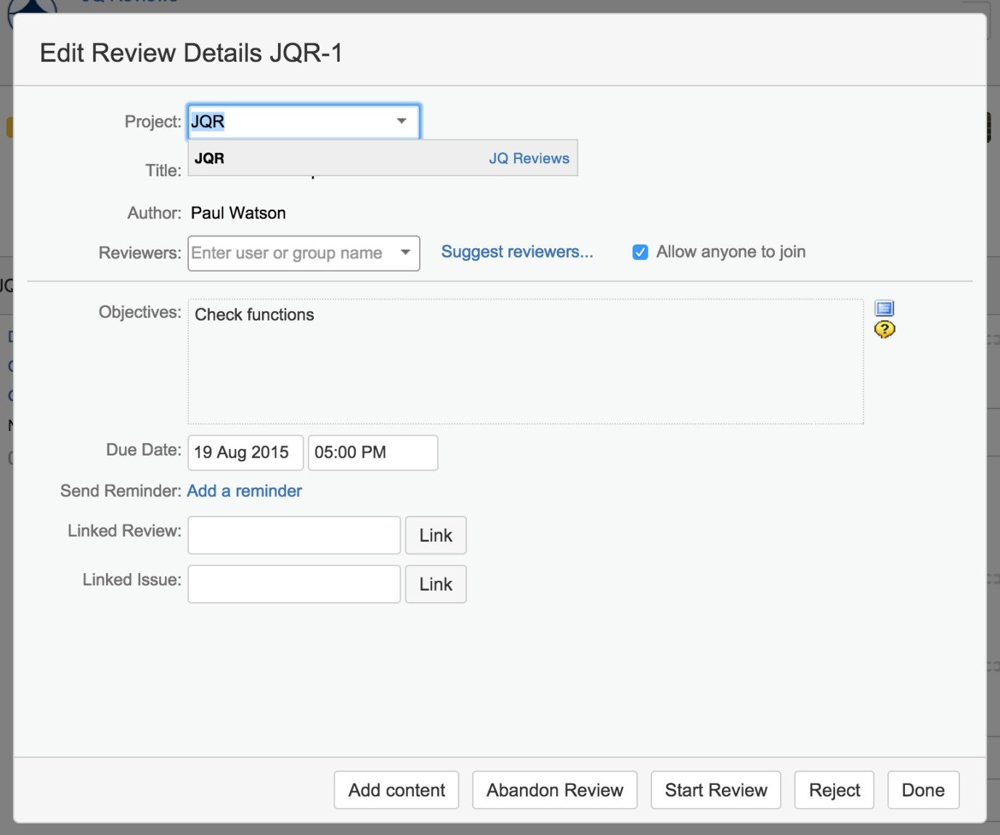 Edit Review Details JQR-1
Project: JQR
JQR JQ Reviews
Title:
Author: Paul Watson
Reviewers: Enter user or group name Suggest reviewers... Allow anyone to join
Objectives: Check functions
Due Date: 19 Aug 2015 05:00 PM
Send Reminder: Add a reminder
Linked Review: Link
Linked Issue: Link
Add content Abandon Review Start Review Reject Done